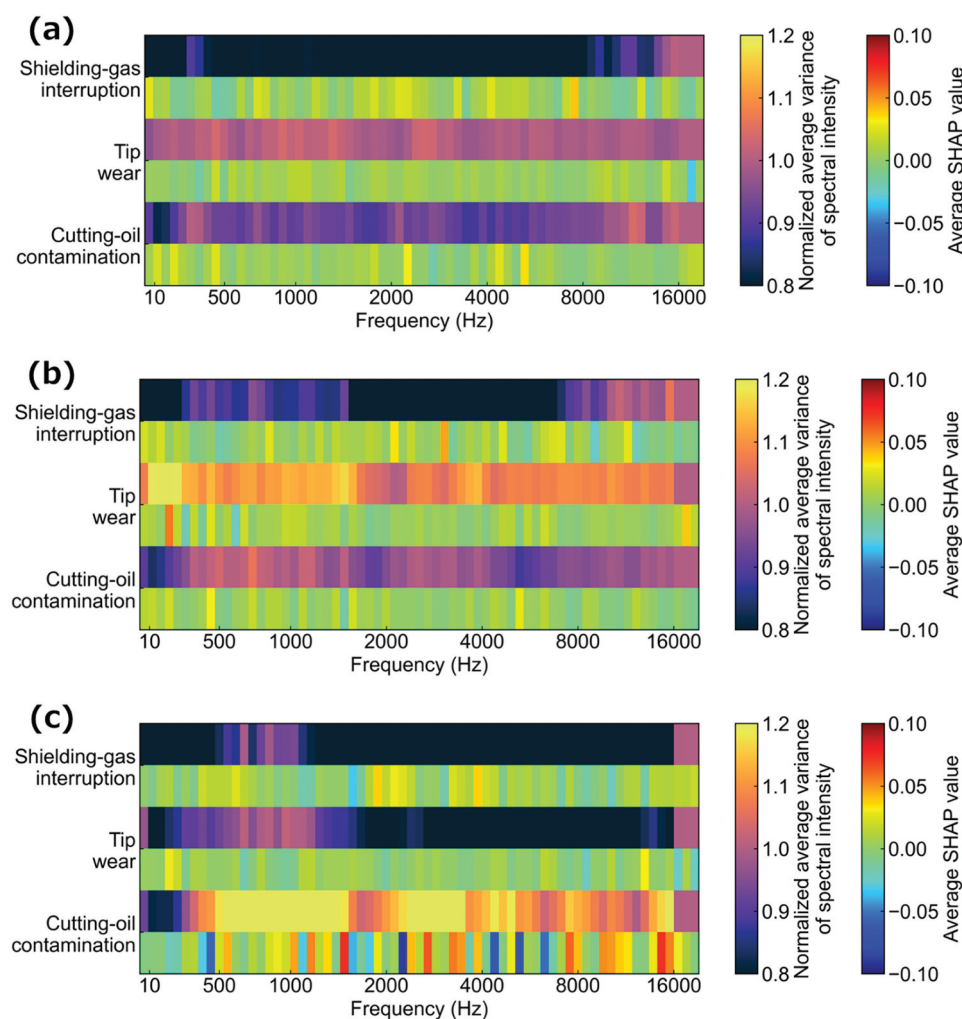 (a)
Shielding-gas
interruption
Tip
wear
Cutting-oil
contamination
10 500 1000 2000 4000 8000 16000
Frequency (Hz)
1.2
1.1
1.0
0.9
0.8
Normalized average variance
of spectral intensity
0.10
0.05
0.00
−0.05
−0.10
Average SHAP value
(b)
Shielding-gas
interruption
Tip
wear
Cutting-oil
contamination
10 500 1000 2000 4000 8000 16000
Frequency (Hz)
1.2
1.1
1.0
0.9
0.8
Normalized average variance
of spectral intensity
0.10
0.05
0.00
−0.05
−0.10
Average SHAP value
(c)
Shielding-gas
interruption
Tip
wear
Cutting-oil
contamination
10 500 1000 2000 4000 8000 16000
Frequency (Hz)
1.2
1.1
1.0
0.9
0.8
Normalized average variance
of spectral intensity
0.10
0.05
0.00
−0.05
−0.10
Average SHAP value